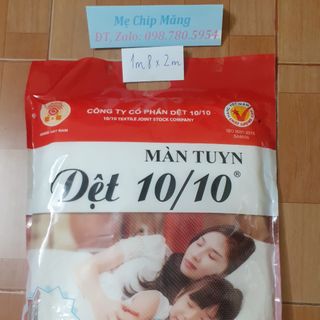 Mẹ Chip Măng
ĐT, Zalo: 098.780.5954
1m8 x 2m
CÔNG TY CỔ PHẦN DỆT 10/10
10/10 TEXTILE JOINT STOCK COMPANY
MÀN TUYN
Dệt 10/10®